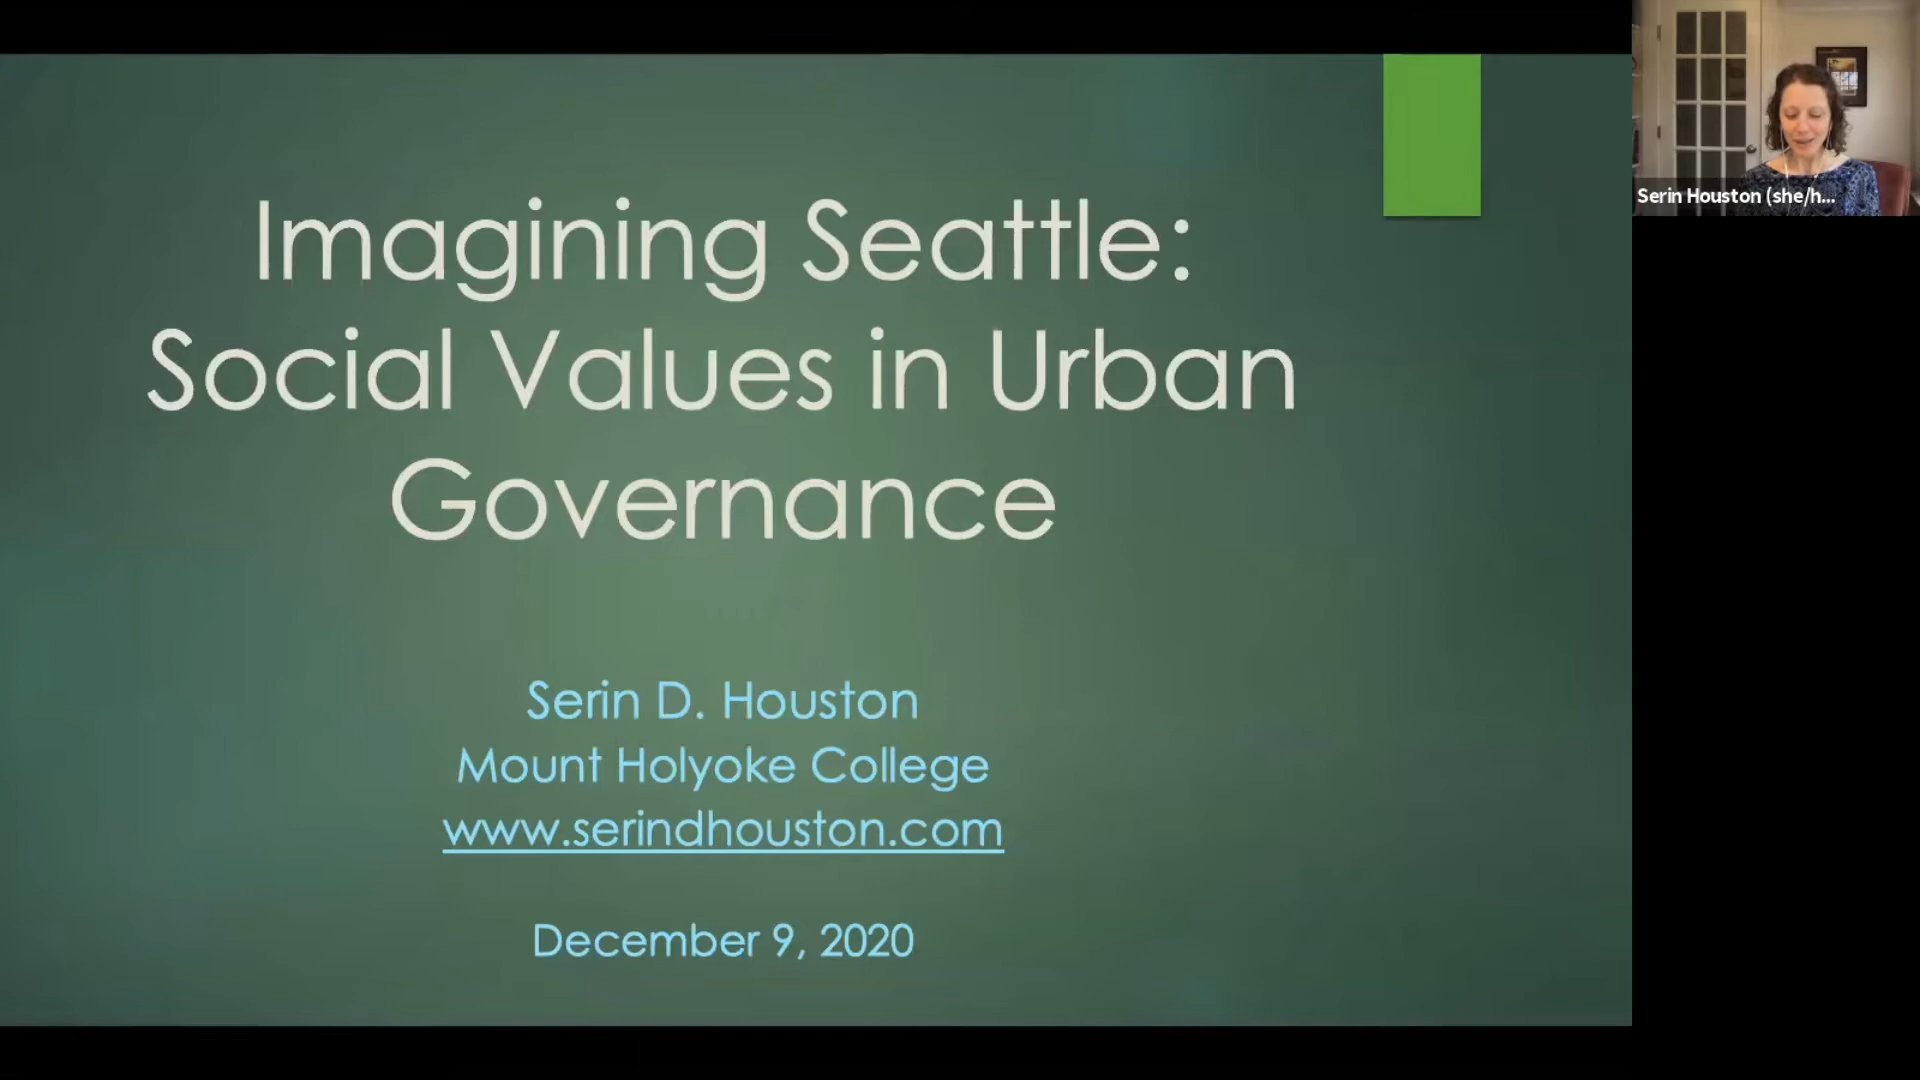 Imagining Seattle:
Social Values in Urban
Governance
Serin D. Houston
Mount Holyoke College
www.serindhouston.com
December 9, 2020
Serin Houston (she/h...